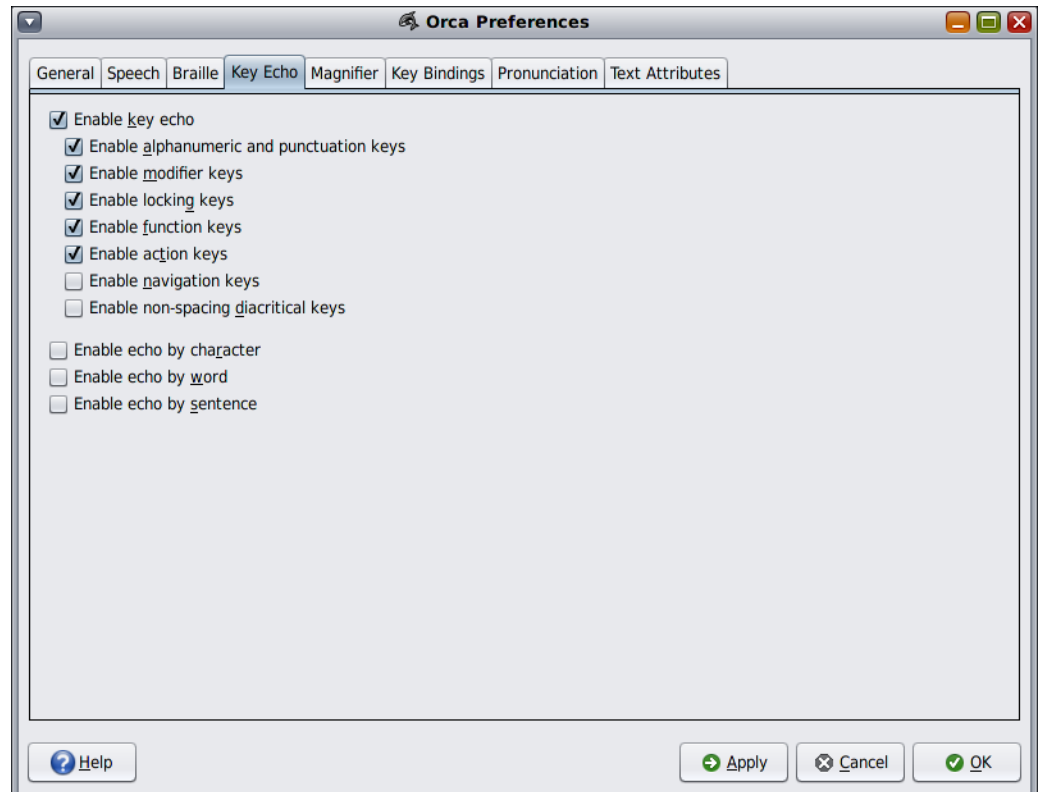 Orca Preferences
General Speech Braille Key Echo Magnifier Key Bindings Pronunciation Text Attributes
Enable key echo
Enable alphanumeric and punctuation keys
Enable modifier keys
Enable locking keys
Enable function keys
Enable action keys
Enable navigation keys
Enable non-spacing diacritical keys
Enable echo by character
Enable echo by word
Enable echo by sentence
Help Apply Cancel OK